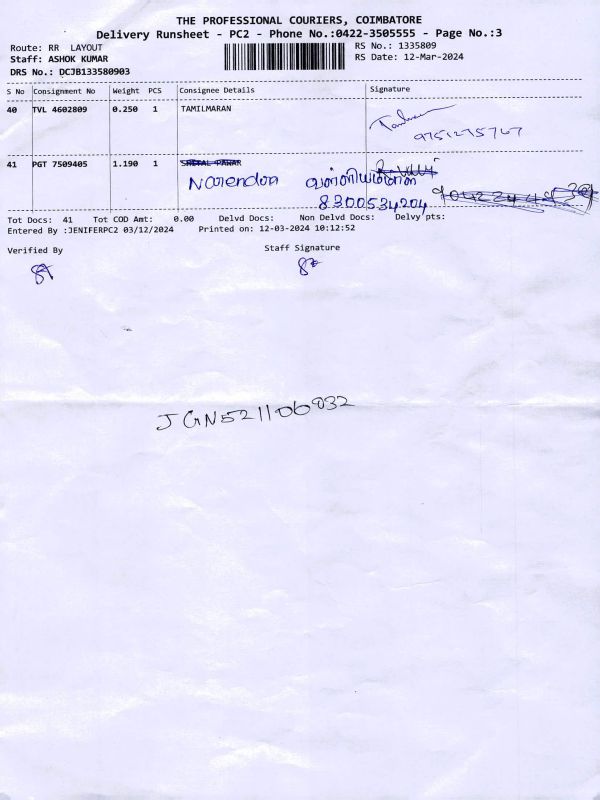 THE PROFESSIONAL COURIERS, COIMBATORE
Delivery Runsheet - PC2 - Phone No.:0422-3505555 - Page No.:3
Route: RR LAYOUT RS No.: 1335809
Staff: ASHOK KUMAR RS Date: 12-Mar-2024
DRS No.: DCJB133580903
S No Consignment No Weight PCS Consignee Details Signature
40 TVL 4602809 0.250 1 TAMILMARAN
9751275767
41 PGT 7509405 1.190 1
Narendra
8300534204
Tot Docs: 41 Tot COD Amt: 0.00 Delvd Docs: Non Delvd Docs: Delvy pts:
Entered By :JENIFERPC2 03/12/2024 Printed on: 12-03-2024 10:12:52
Verified By Staff Signature
JGN521106832